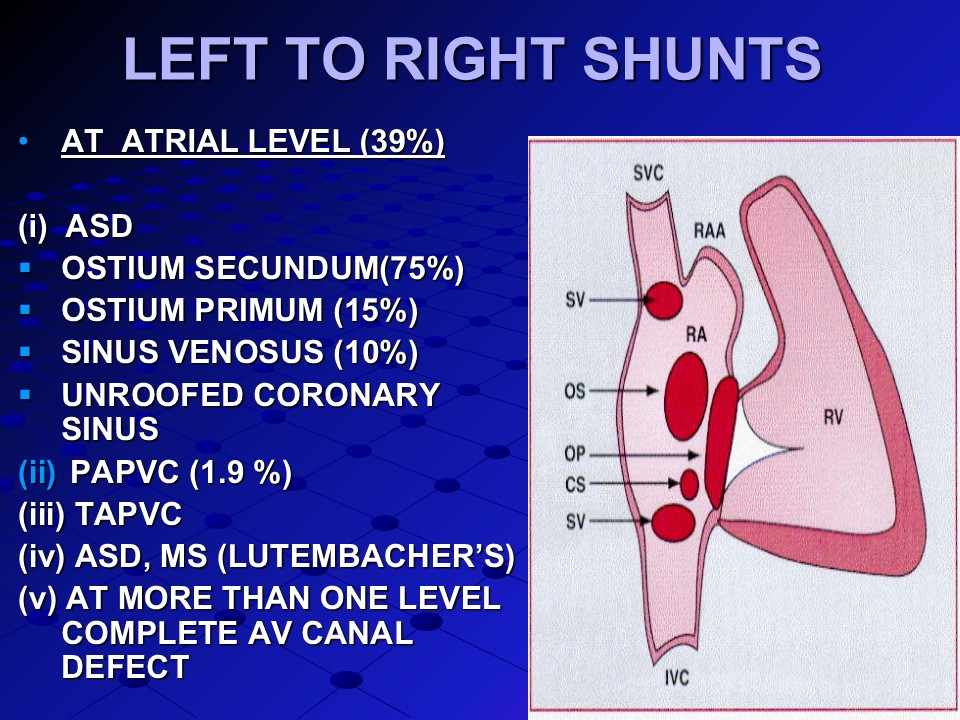 LEFT TO RIGHT SHUNTS
• AT ATRIAL LEVEL (39%)
(i) ASD
▪ OSTIUM SECUNDUM(75%)
▪ OSTIUM PRIMUM (15%)
▪ SINUS VENOSUS (10%)
▪ UNROOFED CORONARY
SINUS
(ii) PAPVC (1.9 %)
(iii) TAPVC
(iv) ASD, MS (LUTEMBACHER’S)
(v) AT MORE THAN ONE LEVEL
COMPLETE AV CANAL
DEFECT
SVC
RAA
SV
RA
OS
RV
OP
CS
SV
IVC